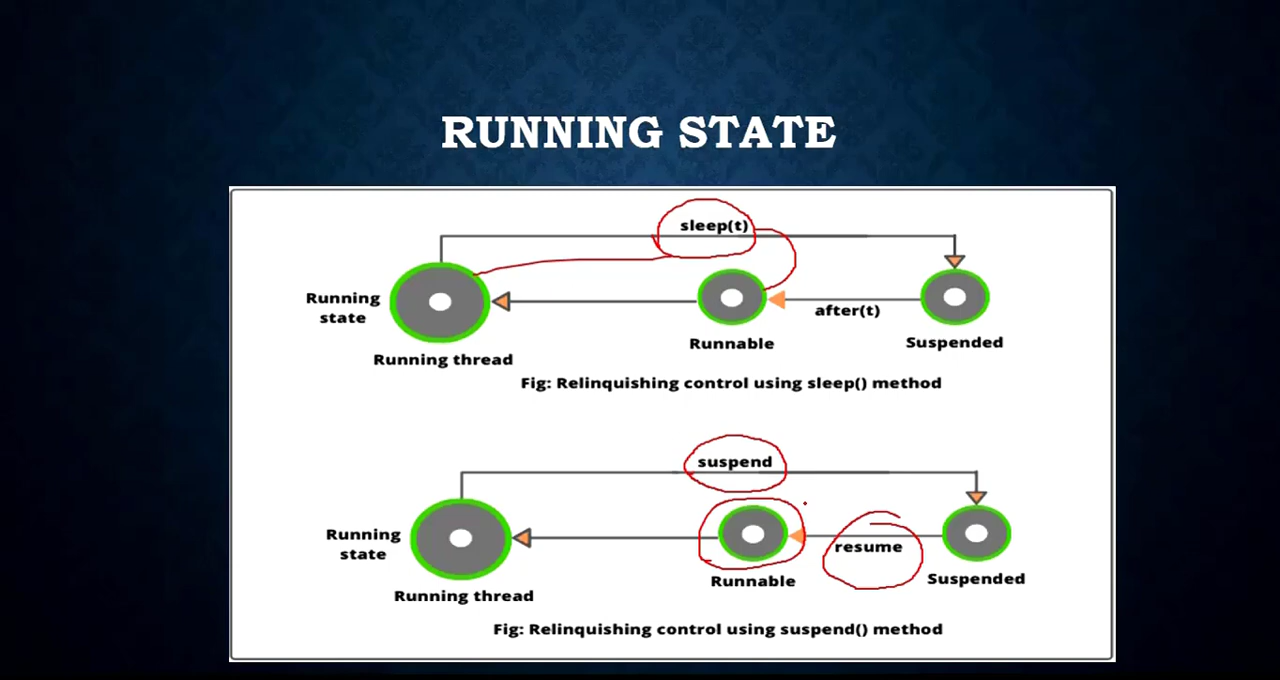 RUNNING STATE
sleep(t)
Running
state
after(t)
Runnable
Suspended
Running thread
Fig: Relinquishing control using sleep() method
suspend
Running
state
resume
Runnable
Suspended
Running thread
Fig: Relinquishing control using suspend() method